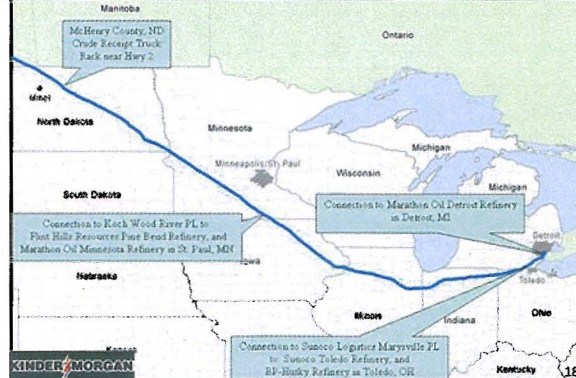 Manitoba
McHenry County, ND
Crude Receipt Truck
Rack near Hwy 2
Ontario
Minot
North Dakota
Minnesota
Minneapolis/St. Paul
Michigan
Wisconsin
Michigan
South Dakota
Connection to Marathon Oil Detroit Refinery
in Detroit, MI
Detroit
Connection to Koch Wood River PL to
Flint Hills Resources Pine Bend Refinery, and
Marathon Oil Minnesota Refinery in St. Paul, MN
Iowa
Toledo
Nebraska
Illinois
Indiana
Ohio
Connection to Sunoco Logistics Marysville PL
to Sunoco Toledo Refinery, and
BP-Husky Refinery in Toledo, OH
Kansas
Kentucky
KINDER MORGAN
18